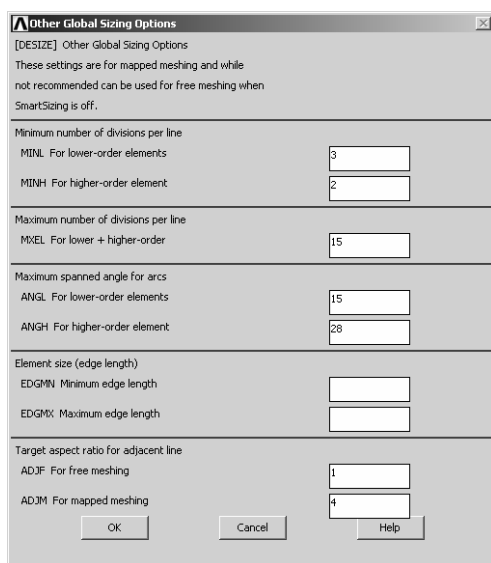 Other Global Sizing Options
[DESIZE] Other Global Sizing Options
These settings are for mapped meshing and while
not recommended can be used for free meshing when
SmartSizing is off.
Minimum number of divisions per line
MINL For lower-order elements 3
MINH For higher-order element 2
Maximum number of divisions per line
MXEL For lower + higher-order 15
Maximum spanned angle for arcs
ANGL For lower-order elements 15
ANGH For higher-order element 28
Element size (edge length)
EDGMN Minimum edge length
EDGMX Maximum edge length
Target aspect ratio for adjacent line
ADJF For free meshing 1
ADJM For mapped meshing 4
OK Cancel Help